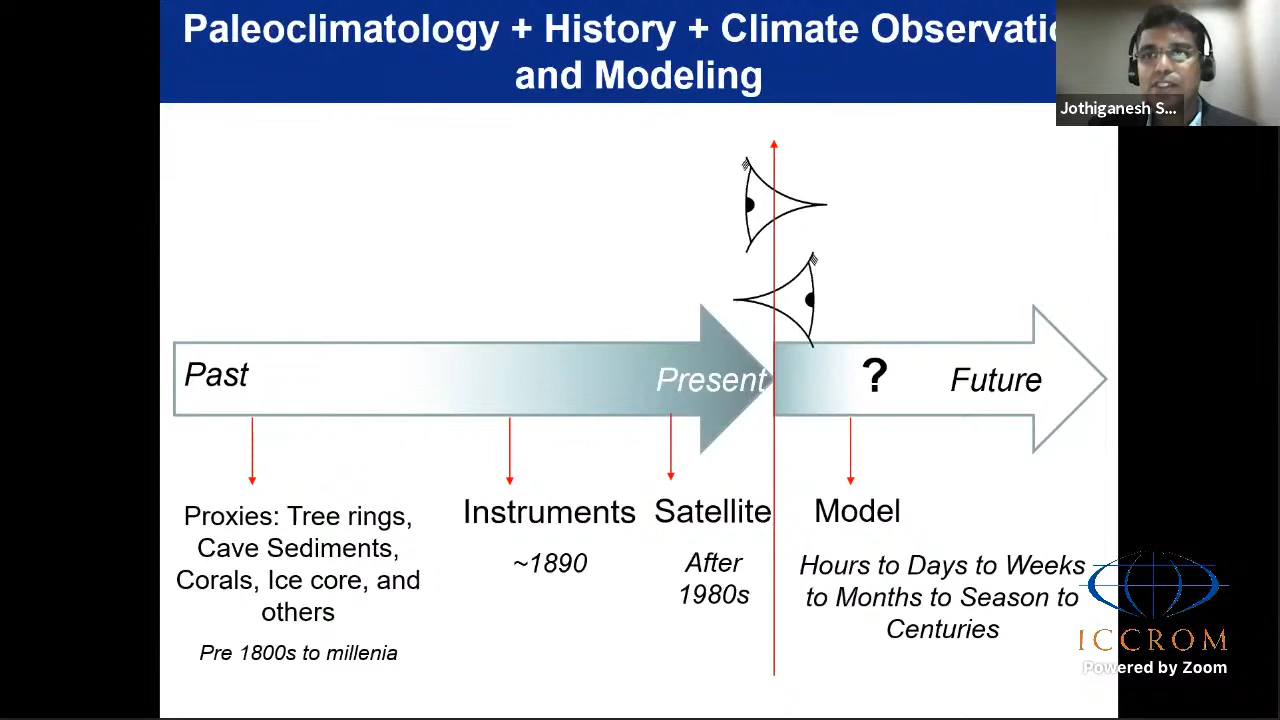 Paleoclimatology + History + Climate Observatio
and Modeling
Jothiganesh S...
Past
Present
?
Future
Proxies: Tree rings,
Cave Sediments,
Corals, Ice core, and
others
Pre 1800s to millenia
Instruments
~1890
Satellite
After
1980s
Model
Hours to Days to Weeks
to Months to Season to
Centuries
ICCROM
Powered by Zoom